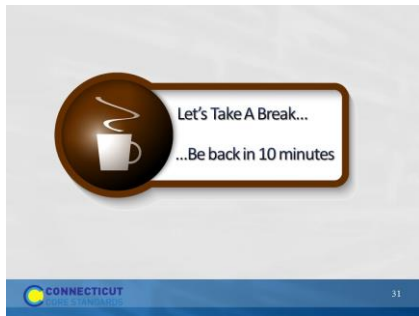 Let's Take A Break...
...Be back in 10 minutes
CONNECTICUT
CORE STANDARDS
31